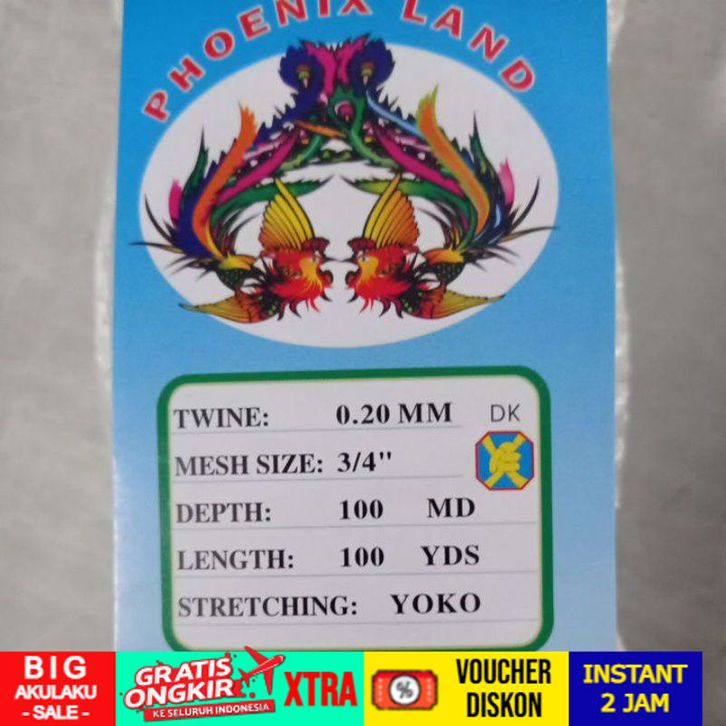 PHOENIX LAND
TWINE: 0.20 MM DK
MESH SIZE: 3/4"
DEPTH: 100 MD
LENGTH: 100 YDS
STRETCHING: YOKO
BIG
AKULAKU
- SALE -
GRATIS
ONGKIR XTRA
KE SELURUH INDONESIA
%
VOUCHER
DISKON
INSTANT
2 JAM